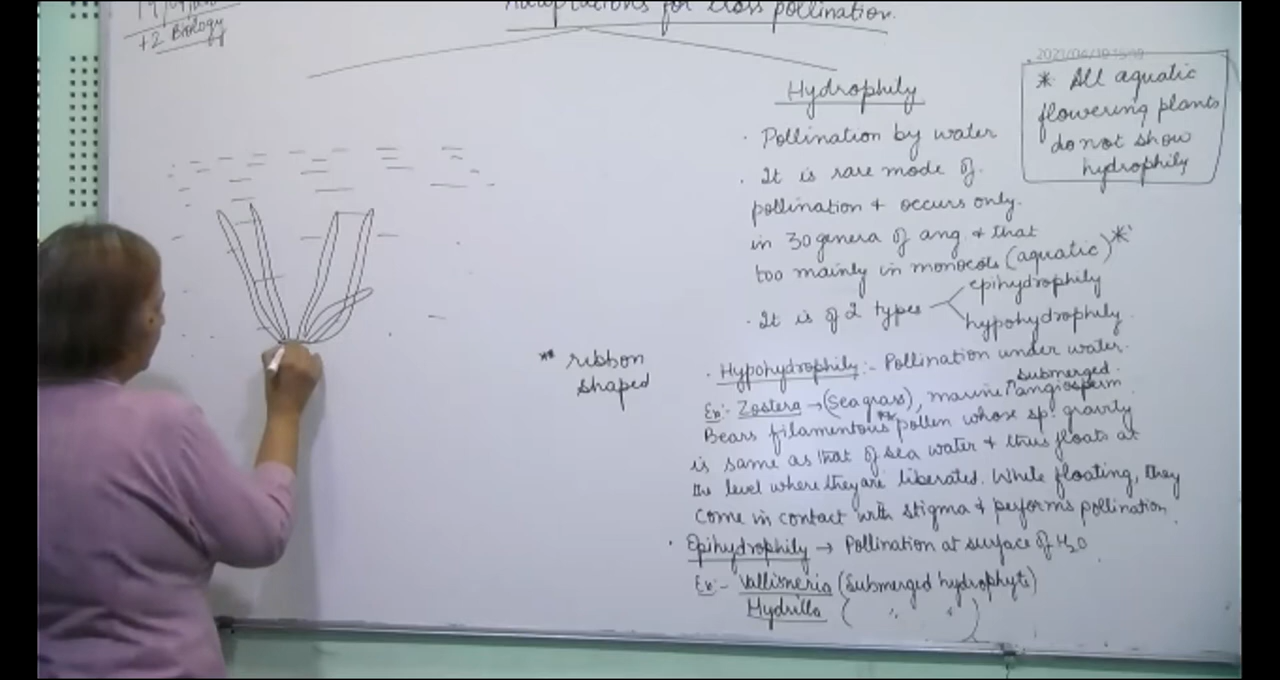 +2 Biology
Adaptations for cross pollination.
2021/04/19
* All aquatic
flowering plants
do not show
hydrophily
Hydrophily
· Pollination by water
· It is rare mode of
pollination & occurs only
in 30 genera of ang & that
too mainly in monocots (aquatic)*
· It is of 2 types
epihydrophily
hypohydrophily
** ribbon
shaped
· Hypohydrophily :- Pollination under water.
submerged
Ex:- Zostera → (Sea grass), marine angiosperm
Bears filamentous** pollen whose sp. gravity
is same as that of sea water & thus floats at
the level where they are liberated. While floating, they
come in contact with stigma & performs pollination.
· Epihydrophily → Pollination at surface of H2O
Ex:- Vallisneria (Submerged hydrophyte)
Hydrilla ( " " )